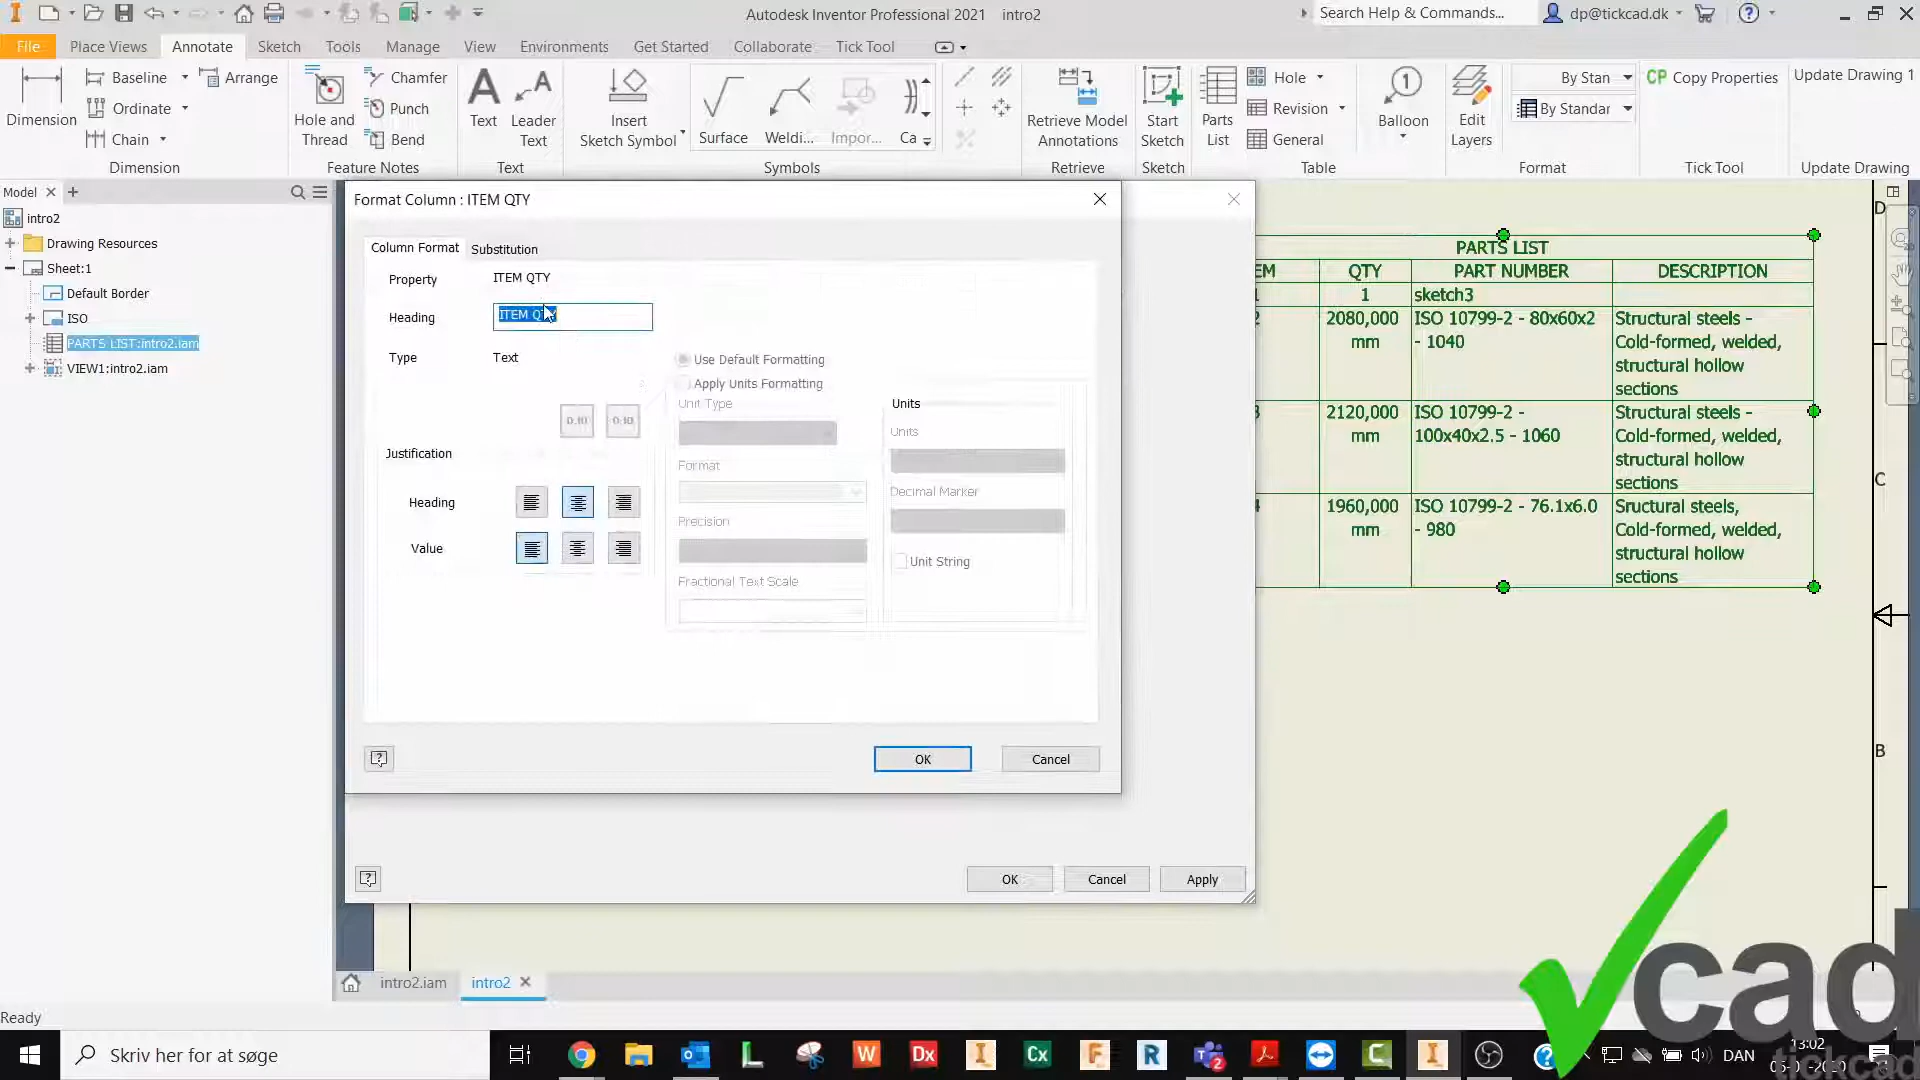 Autodesk Inventor Professional 2021 intro2
Search Help & Commands...
dp@tickcad.dk
File
Place Views
Annotate
Sketch
Tools
Manage
View
Environments
Get Started
Collaborate
Tick Tool
Dimension
Baseline
Ordinate
Chain
Arrange
Dimension
Hole and
Thread
Chamfer
Punch
Bend
Feature Notes
Text
Leader
Text
Text
Insert
Sketch Symbol
Surface
Weldi...
Impor...
Ca
Symbols
Retrieve Model
Annotations
Retrieve
Start
Sketch
Sketch
Parts
List
Hole
Revision
General
Table
Balloon
Edit
Layers
By Stan
By Standar
Format
Copy Properties
Tick Tool
Update Drawing 1
Update Drawing
Model
intro2
Drawing Resources
Sheet:1
Default Border
ISO
PARTS LIST:intro2.iam
VIEW1:intro2.iam
Format Column : ITEM QTY
Column Format
Substitution
Property
ITEM QTY
Heading
Type
Text
Justification
Heading
Value
Use Default Formatting
Apply Units Formatting
Unit Type
Format
Precision
Fractional Text Scale
Units
Units
Decimal Marker
Unit String
OK
Cancel
OK
Cancel
Apply
PARTS LIST
EM QTY PART NUMBER DESCRIPTION
1 sketch3
2080,000
mm
ISO 10799-2 - 80x60x2
- 1040
Structural steels -
Cold-formed, welded,
structural hollow
sections
2120,000
mm
ISO 10799-2 -
100x40x2.5 - 1060
Structural steels -
Cold-formed, welded,
structural hollow
sections
1960,000
mm
ISO 10799-2 - 76.1x6.0
- 980
Sructural steels,
Cold-formed, welded,
structural hollow
sections
D
C
B
cad
intro2.iam
intro2
Ready
Skriv her for at søge
DAN
13:02